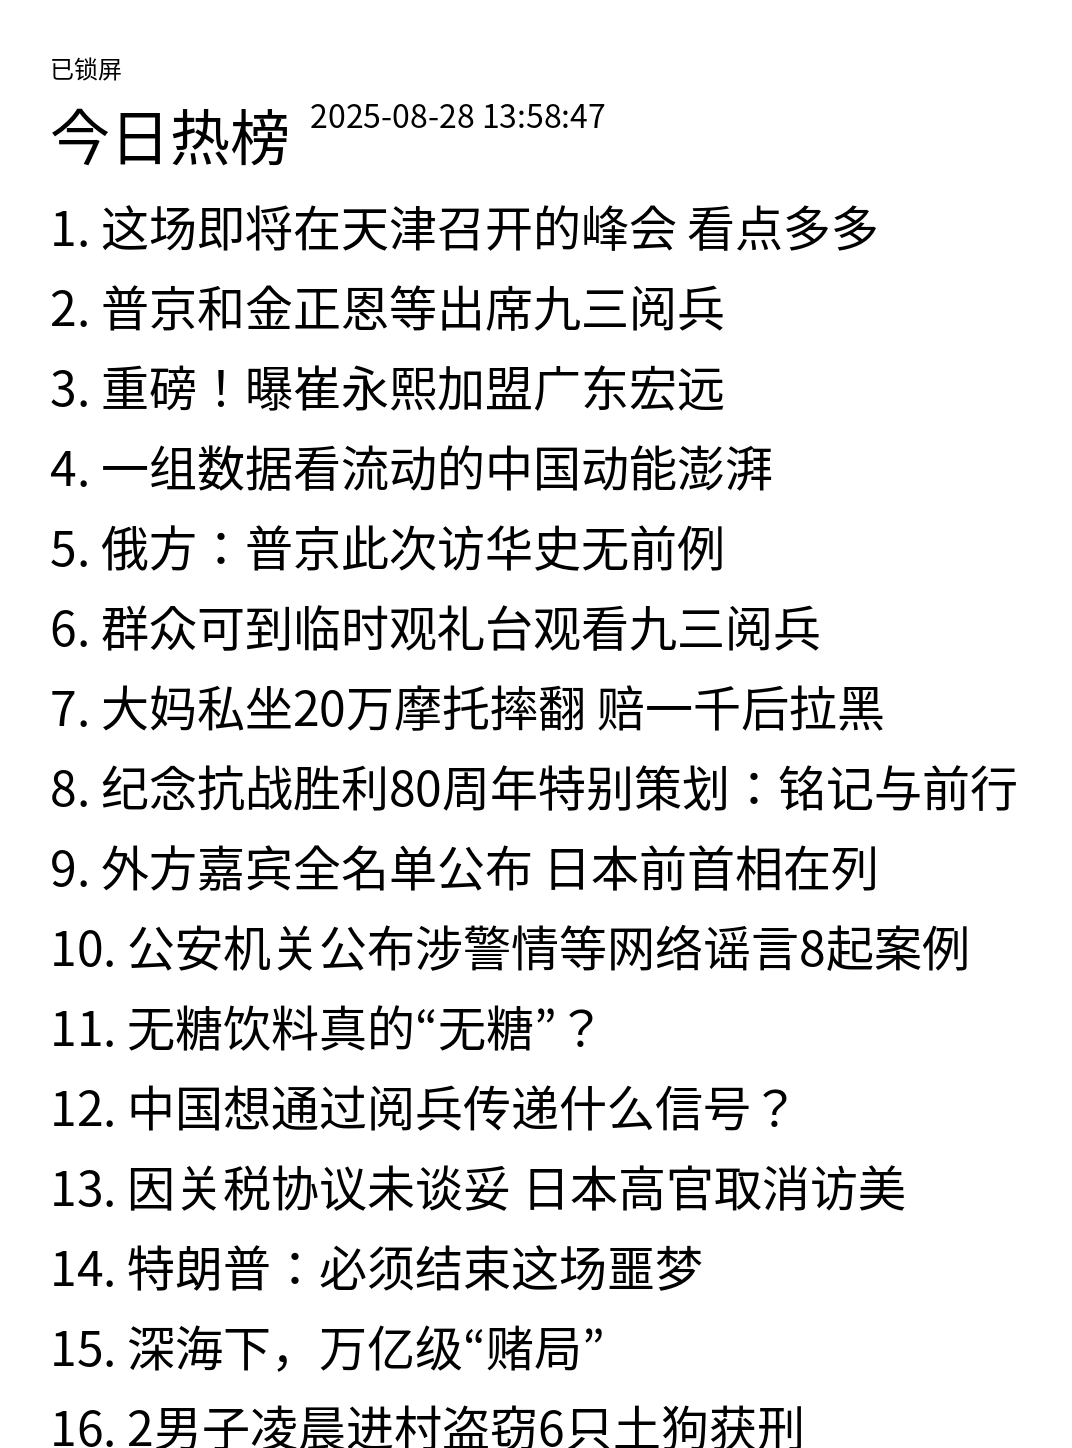 已锁屏
今日热榜 2025-08-28 13:58:47
1. 这场即将在天津召开的峰会 看点多多
2. 普京和金正恩等出席九三阅兵
3. 重磅！曝崔永熙加盟广东宏远
4. 一组数据看流动的中国动能澎湃
5. 俄方：普京此次访华史无前例
6. 群众可到临时观礼台观看九三阅兵
7. 大妈私坐20万摩托摔翻 赔一千后拉黑
8. 纪念抗战胜利80周年特别策划：铭记与前行
9. 外方嘉宾全名单公布 日本前首相在列
10. 公安机关公布涉警情等网络谣言8起案例
11. 无糖饮料真的“无糖”？
12. 中国想通过阅兵传递什么信号？
13. 因关税协议未谈妥 日本高官取消访美
14. 特朗普：必须结束这场噩梦
15. 深海下，万亿级“赌局”
16. 2男子凌晨进村盗窃6只土狗获刑